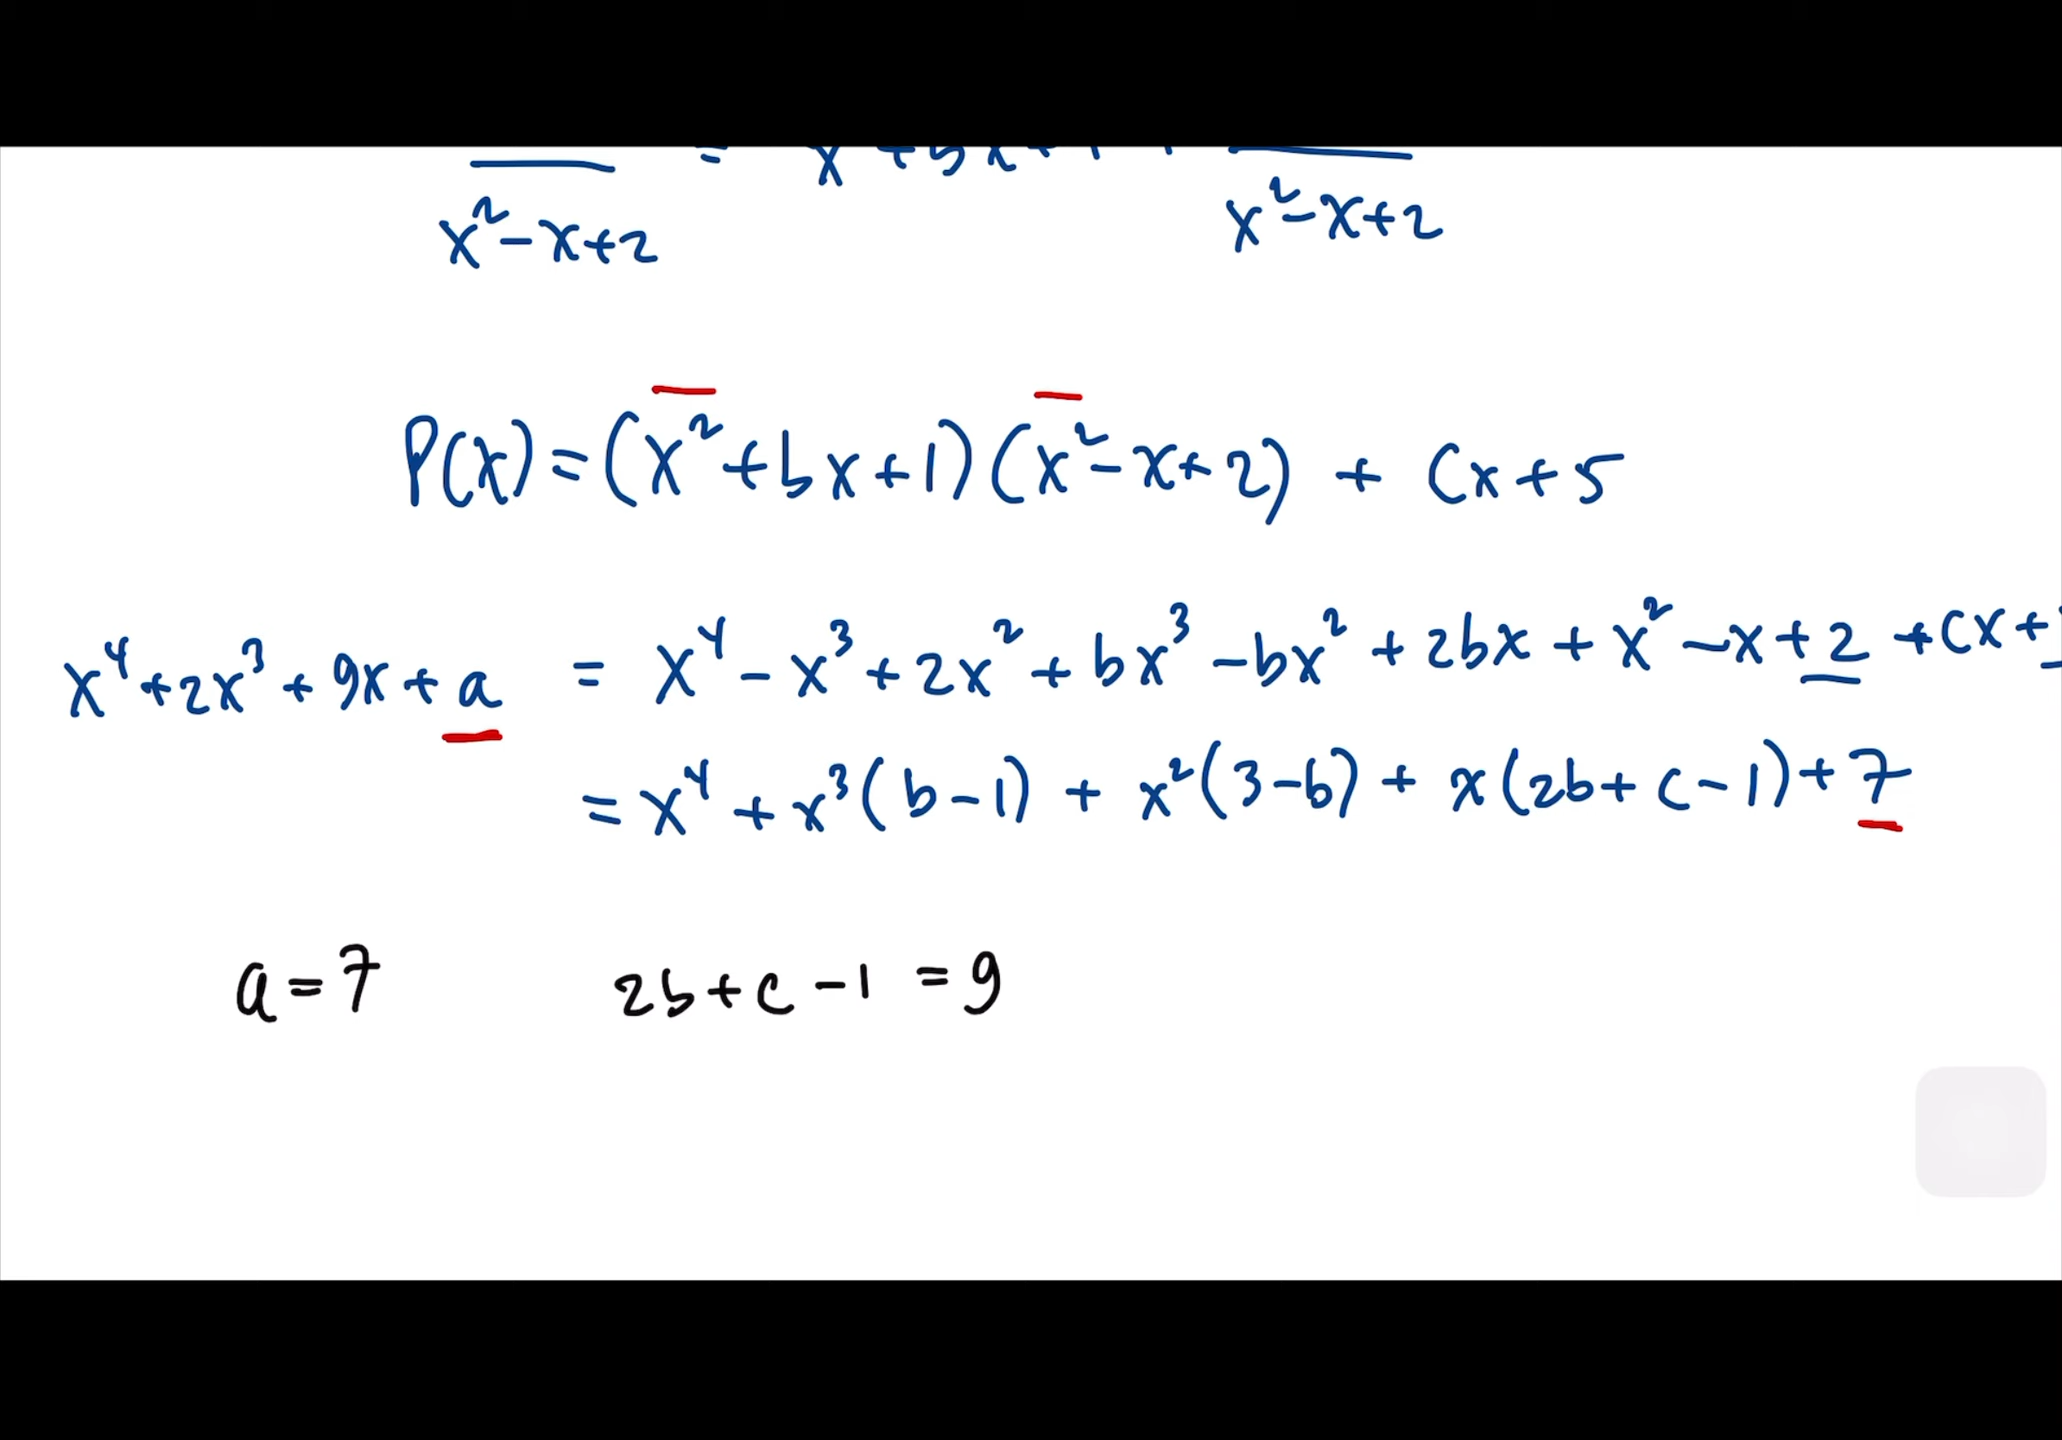 x² - x + 2 x² - x + 2
P(x) = (x² + bx + 1)(x² - x + 2) + Cx + 5
x⁴ + 2x³ + 9x + a = x⁴ - x³ + 2x² + bx³ - bx² + 2bx + x² - x + 2 + Cx +
= x⁴ + x³(b - 1) + x²(3 - b) + x(2b + c - 1) + 7
a = 7 2b + c - 1 = 9